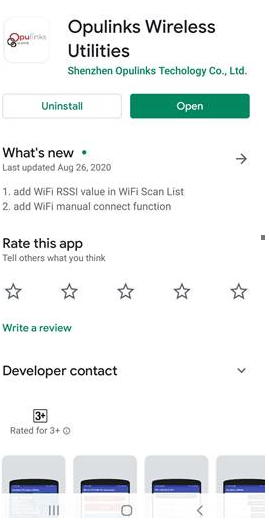 Opulinks
Opulinks Wireless
Utilities
Shenzhen Opulinks Techology Co., Ltd.
Uninstall
Open
What's new
Last updated Aug 26, 2020
1. add WiFi RSSI value in WiFi Scan List
2. add WiFi manual connect function
Rate this app
Tell others what you think
Write a review
Developer contact
3+
Rated for 3+